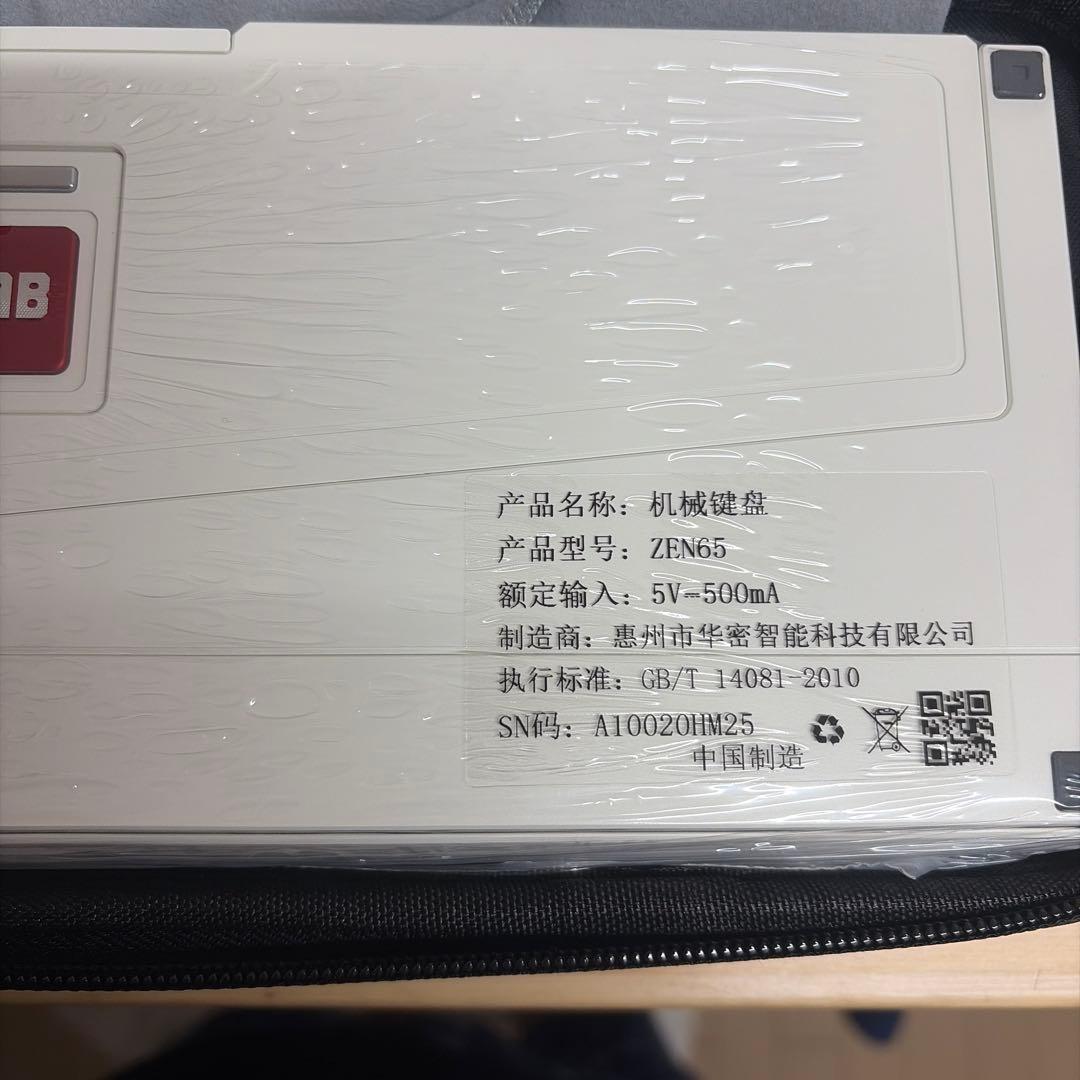 AB
产品名称：机械键盘
产品型号：ZEN65
额定输入：5V⎓500mA
制造商：惠州市华密智能科技有限公司
执行标准：GB/T 14081-2010
SN码：A10020HM25
中国制造